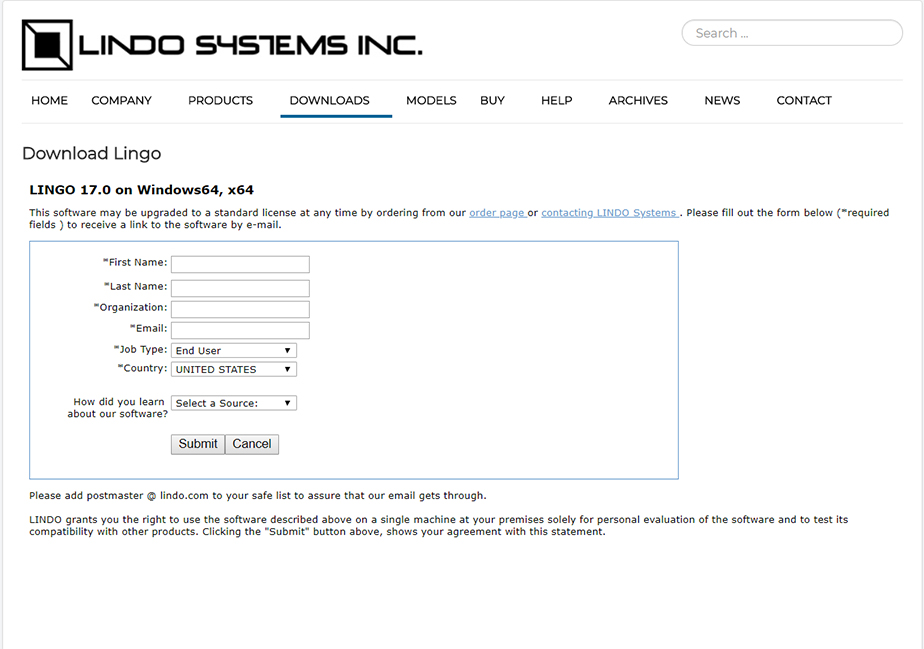 LINDO SYSTEMS INC.
Search ...
HOME COMPANY PRODUCTS DOWNLOADS MODELS BUY HELP ARCHIVES NEWS CONTACT
Download Lingo
LINGO 17.0 on Windows64, x64
This software may be upgraded to a standard license at any time by ordering from our order page or contacting LINDO Systems . Please fill out the form below (*required
fields ) to receive a link to the software by e-mail.
*First Name:
*Last Name:
*Organization:
*Email:
*Job Type: End User
*Country: UNITED STATES
How did you learn
about our software? Select a Source:
Submit Cancel
Please add postmaster @ lindo.com to your safe list to assure that our email gets through.
LINDO grants you the right to use the software described above on a single machine at your premises solely for personal evaluation of the software and to test its
compatibility with other products. Clicking the "Submit" button above, shows your agreement with this statement.